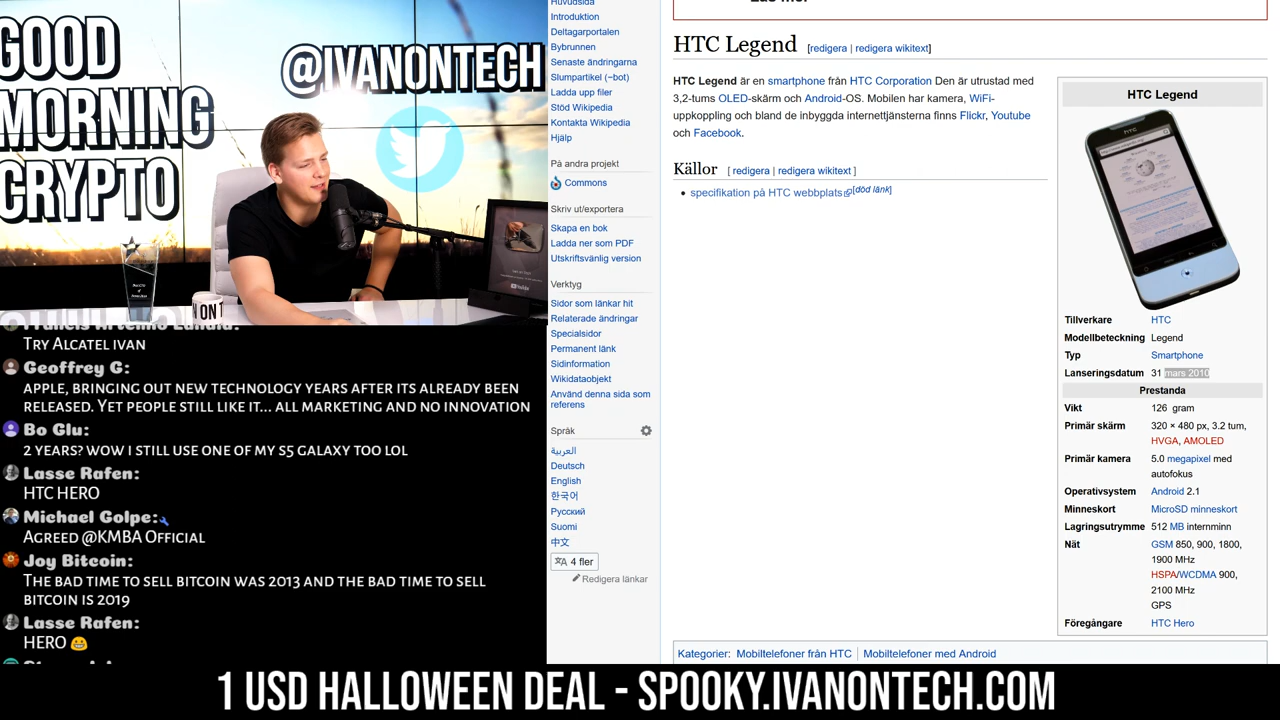 GOOD
MORNING
CRYPTO
@IVANONTECH
N ON T
YouTube
TRY ALCATEL IVAN
Geoffrey G:
APPLE, BRINGING OUT NEW TECHNOLOGY YEARS AFTER ITS ALREADY BEEN
RELEASED. YET PEOPLE STILL LIKE IT... ALL MARKETING AND NO INNOVATION
Bo Glu:
2 YEARS? WOW I STILL USE ONE OF MY S5 GALAXY TOO LOL
Lasse Rafen:
HTC HERO
Michael Golpe:
AGREED @KMBA OFFICIAL
Joy Bitcoin:
THE BAD TIME TO SELL BITCOIN WAS 2013 AND THE BAD TIME TO SELL
BITCOIN IS 2019
Lasse Rafen:
HERO 😀
Huvudsida
Introduktion
Deltagarportalen
Bybrunnen
Senaste ändringarna
Slumpartikel (−bot)
Ladda upp filer
Stöd Wikipedia
Kontakta Wikipedia
Hjälp
På andra projekt
Commons
Skriv ut/exportera
Skapa en bok
Ladda ner som PDF
Utskriftsvänlig version
Verktyg
Sidor som länkar hit
Relaterade ändringar
Specialsidor
Permanent länk
Sidinformation
Wikidataobjekt
Använd denna sida som
referens
Språk
العربية
Deutsch
English
한국어
Русский
Suomi
中文
4 fler
Redigera länkar
HTC Legend [redigera | redigera wikitext]
HTC Legend är en smartphone från HTC Corporation Den är utrustad med
3,2-tums OLED-skärm och Android-OS. Mobilen har kamera, WiFi-
uppkoppling och bland de inbyggda internettjänsterna finns Flickr, Youtube
och Facebook.
Källor [ redigera | redigera wikitext ]
• specifikation på HTC webbplats[död länk]
HTC Legend
hTC
Tillverkare HTC
Modellbeteckning Legend
Typ Smartphone
Lanseringsdatum 31 mars 2010
Prestanda
Vikt 126 gram
Primär skärm 320 × 480 px, 3.2 tum,
HVGA, AMOLED
Primär kamera 5.0 megapixel med
autofokus
Operativsystem Android 2.1
Minneskort MicroSD minneskort
Lagringsutrymme 512 MB internminn
Nät GSM 850, 900, 1800,
1900 MHz
HSPA/WCDMA 900,
2100 MHz
GPS
Föregångare HTC Hero
Kategorier: Mobiltelefoner från HTC | Mobiltelefoner med Android
1 USD HALLOWEEN DEAL - SPOOKY.IVANONTECH.COM